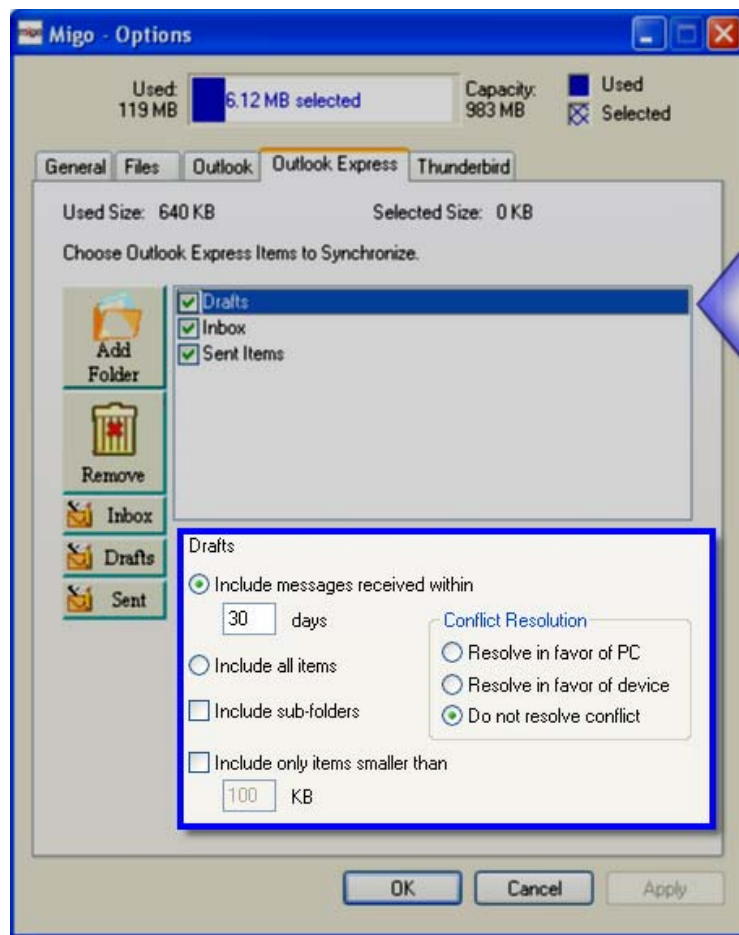 Migo - Options
Used:
119 MB
6.12 MB selected
Capacity:
983 MB
Used
Selected
General Files Outlook Outlook Express Thunderbird
Used Size: 640 KB Selected Size: 0 KB
Choose Outlook Express Items to Synchronize.
Add
Folder
Remove
Inbox
Drafts
Sent
Drafts
Inbox
Sent Items
Drafts
Include messages received within
30 days
Include all items
Include sub-folders
Include only items smaller than
100 KB
Conflict Resolution
Resolve in favor of PC
Resolve in favor of device
Do not resolve conflict
OK Cancel Apply